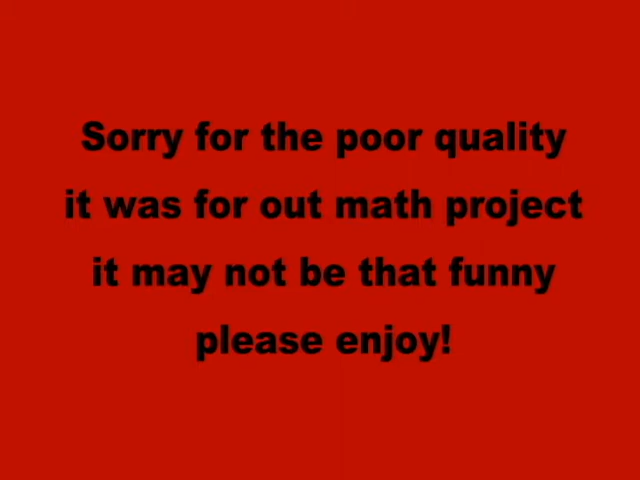 Sorry for the poor quality
it was for out math project
it may not be that funny
please enjoy!